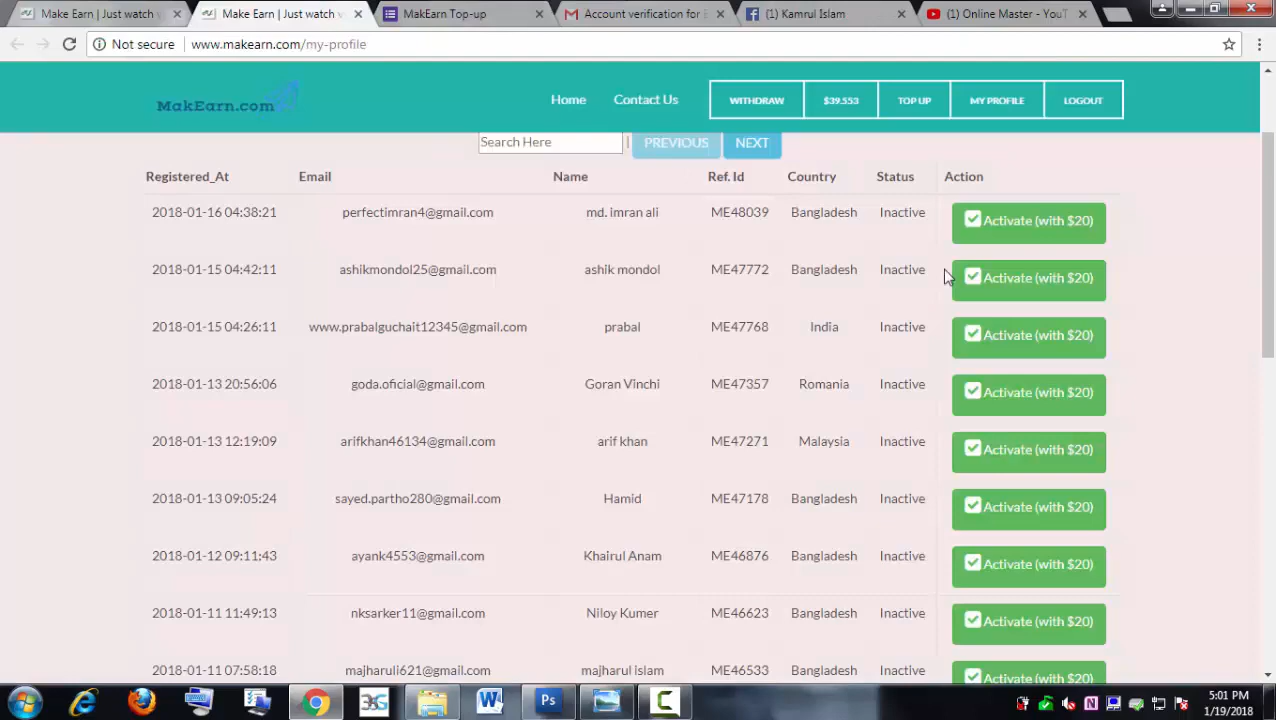 Make Earn | Just watch v
Make Earn | Just watch v
MakEarn Top-up
Account verification for E
(1) Kamrul Islam
(1) Online Master - YouT
Not secure www.makearn.com/my-profile
MakEarn.com
Home
Contact Us
WITHDRAW
$39.553
TOP UP
MY PROFILE
LOGOUT
Search Here | PREVIOUS NEXT
Registered_At Email Name Ref. Id Country Status Action
2018-01-16 04:38:21 perfectimran4@gmail.com md. imran ali ME48039 Bangladesh Inactive Activate (with $20)
2018-01-15 04:42:11 ashikmondol25@gmail.com ashik mondol ME47772 Bangladesh Inactive Activate (with $20)
2018-01-15 04:26:11 www.prabalguchait12345@gmail.com prabal ME47768 India Inactive Activate (with $20)
2018-01-13 20:56:06 goda.oficial@gmail.com Goran Vinchi ME47357 Romania Inactive Activate (with $20)
2018-01-13 12:19:09 arifkhan46134@gmail.com arif khan ME47271 Malaysia Inactive Activate (with $20)
2018-01-13 09:05:24 sayed.partho280@gmail.com Hamid ME47178 Bangladesh Inactive Activate (with $20)
2018-01-12 09:11:43 ayank4553@gmail.com Khairul Anam ME46876 Bangladesh Inactive Activate (with $20)
2018-01-11 11:49:13 nksarker11@gmail.com Niloy Kumer ME46623 Bangladesh Inactive Activate (with $20)
2018-01-11 07:58:18 majharuli621@gmail.com majharul islam ME46533 Bangladesh Inactive Activate (with $20)
3G
W
Ps
C
N
5:01 PM
1/19/2018